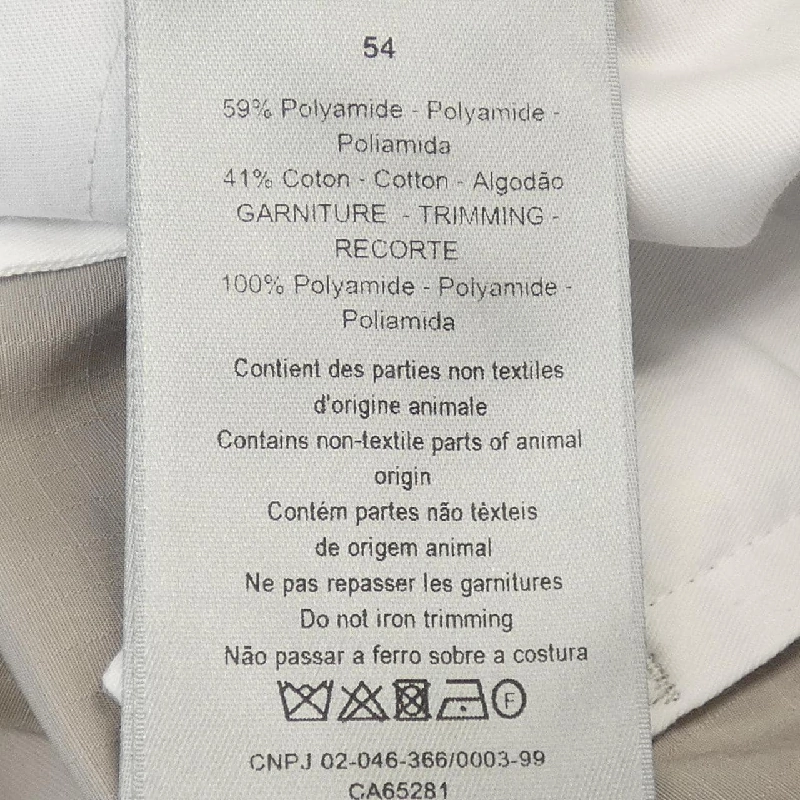 54
59% Polyamide - Polyamide -
Poliamida
41% Coton - Cotton - Algodão
GARNITURE - TRIMMING -
RECORTE
100% Polyamide - Polyamide -
Poliamida
Contient des parties non textiles
d'origine animale
Contains non-textile parts of animal
origin
Contém partes não têxteis
de origem animal
Ne pas repasser les garnitures
Do not iron trimming
Não passar a ferro sobre a costura
F
CNPJ 02-046-366/0003-99
CA65281